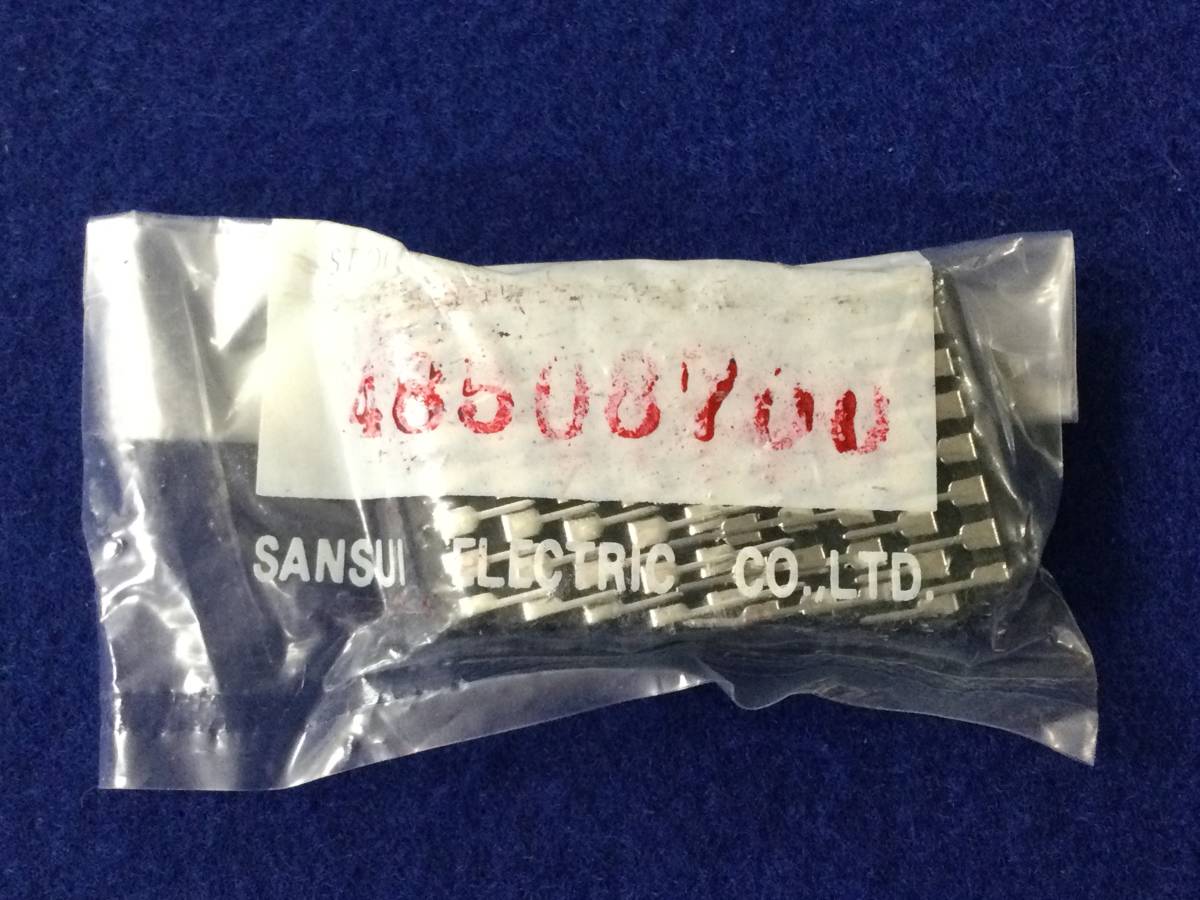 48508700
SANSUI ELECTRIC CO.,LTD.